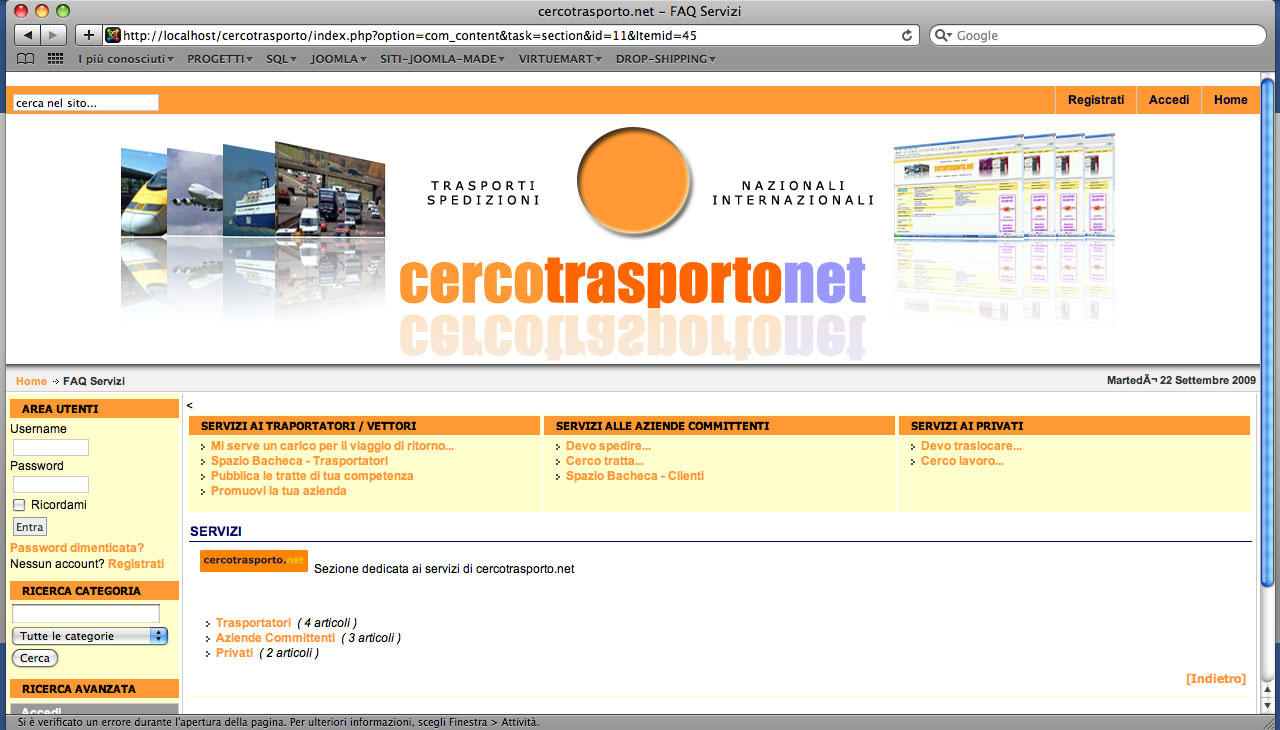 cercotrasporto.net – FAQ Servizi
http://localhost/cercotrasporto/index.php?option=com_content&task=section&id=11&Itemid=45
Google
I più conosciuti PROGETTI SQL JOOMLA SITI-JOOMLA-MADE VIRTUEMART DROP-SHIPPING
cerca nel sito...
Registrati Accedi Home
TRASPORTI
SPEDIZIONI
NAZIONALI
INTERNAZIONALI
cercotrasportonet
Home FAQ Servizi
MartedÃ¬ 22 Settembre 2009
AREA UTENTI
Username
Password
Ricordami
Entra
Password dimenticata?
Nessun account? Registrati
RICERCA CATEGORIA
Tutte le categorie
Cerca
RICERCA AVANZATA
Accedi
<
SERVIZI AI TRAPORTATORI / VETTORI
Mi serve un carico per il viaggio di ritorno...
Spazio Bacheca - Trasportatori
Pubblica le tratte di tua competenza
Promuovi la tua azienda
SERVIZI ALLE AZIENDE COMMITTENTI
Devo spedire...
Cerco tratta...
Spazio Bacheca - Clienti
SERVIZI AI PRIVATI
Devo traslocare...
Cerco lavoro...
SERVIZI
cercotrasporto.net
Sezione dedicata ai servizi di cercotrasporto.net
Trasportatori ( 4 articoli )
Aziende Committenti ( 3 articoli )
Privati ( 2 articoli )
[Indietro]
Si è verificato un errore durante l'apertura della pagina. Per ulteriori informazioni, scegli Finestra > Attività.